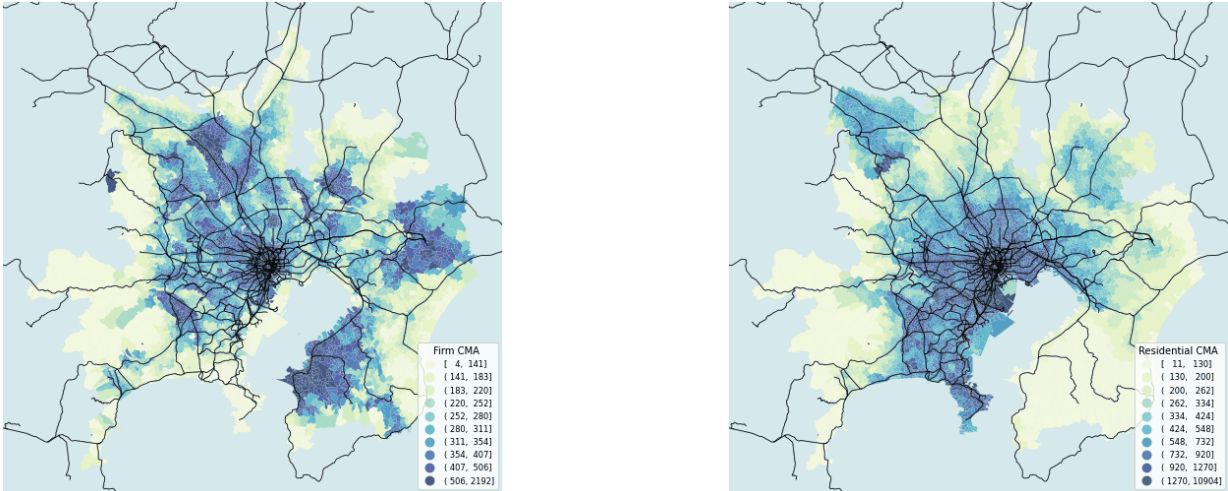 Firm CMA
[ 4, 141]
( 141, 183]
( 183, 220]
( 220, 252]
( 252, 280]
( 280, 311]
( 311, 354]
( 354, 407]
( 407, 506]
( 506, 2192]
Residential CMA
[ 11, 130]
( 130, 200]
( 200, 262]
( 262, 334]
( 334, 424]
( 424, 548]
( 548, 732]
( 732, 920]
( 920, 1270]
( 1270, 10904]